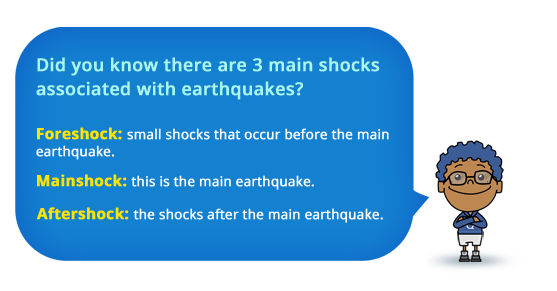 Did you know there are 3 main shocks
associated with earthquakes?
Foreshock: small shocks that occur before the main
earthquake.
Mainshock: this is the main earthquake.
Aftershock: the shocks after the main earthquake.